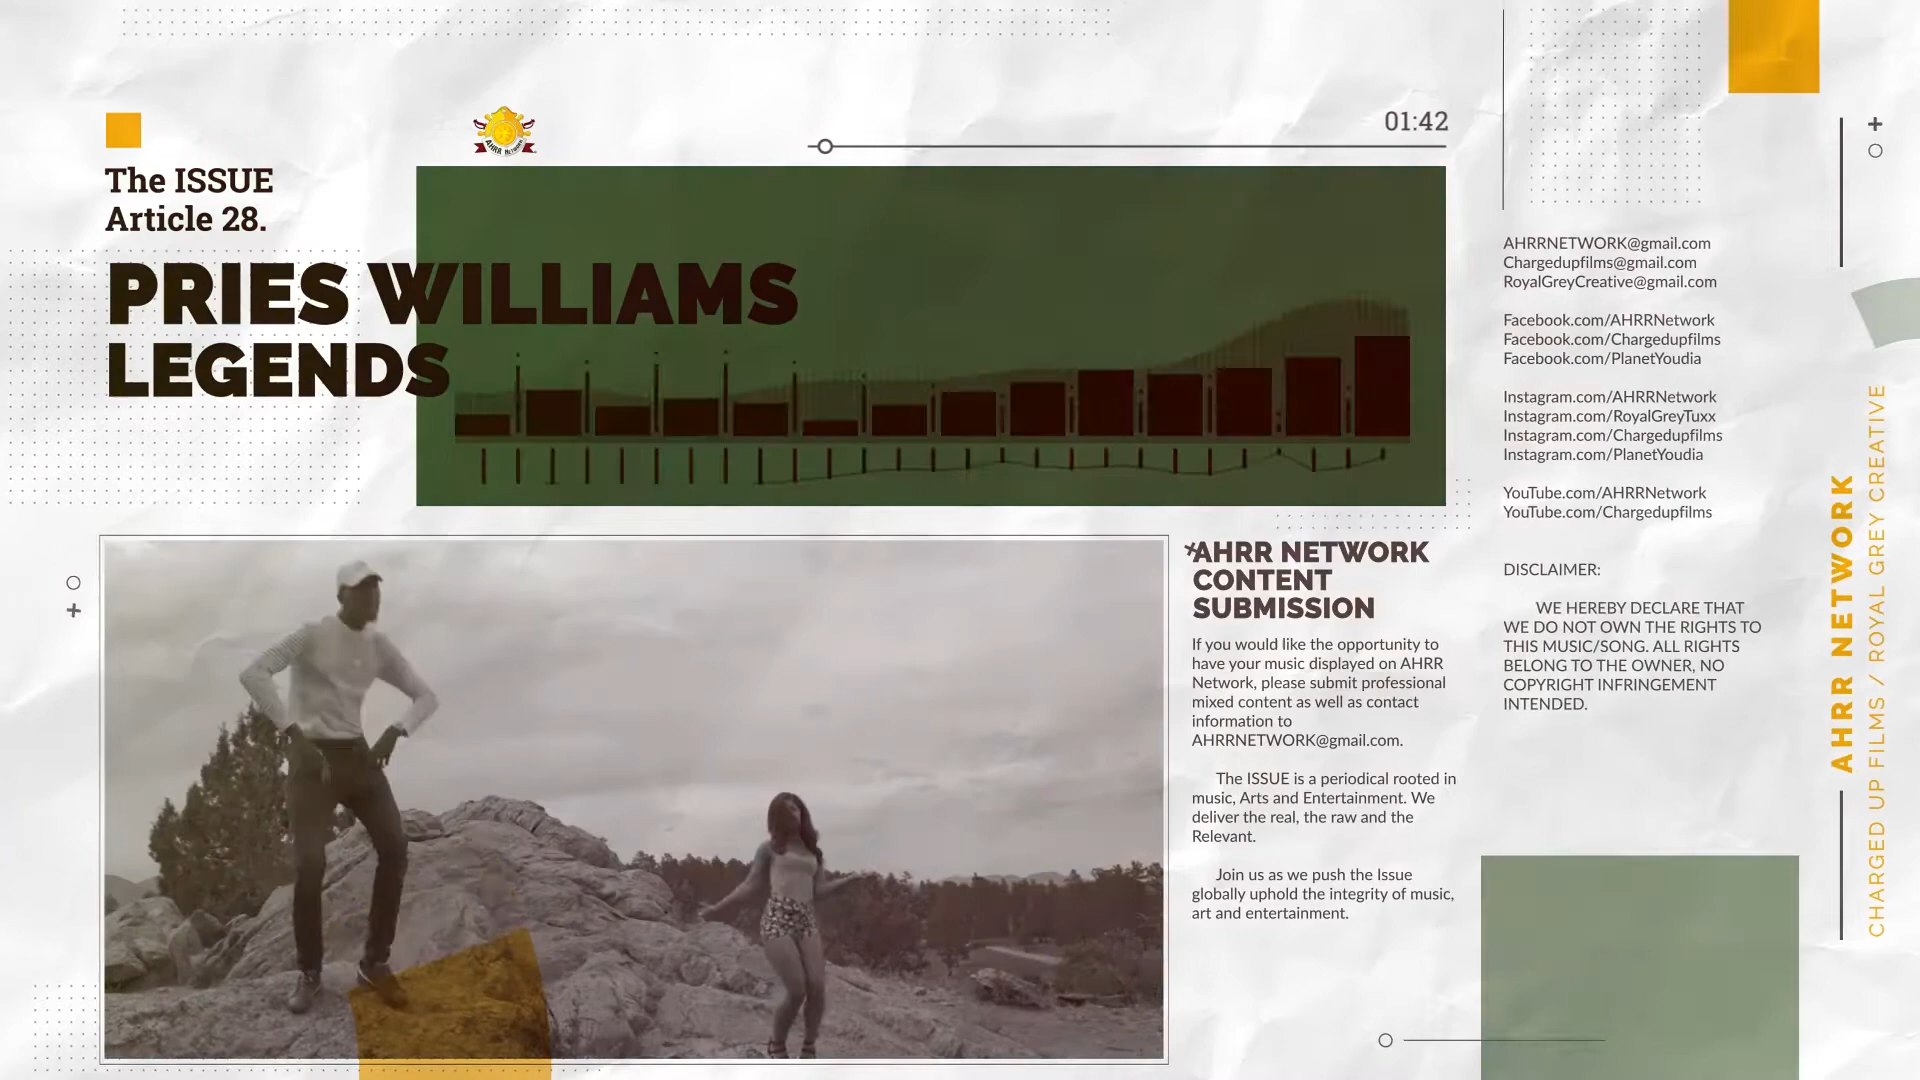 The ISSUE
Article 28.
PRIES WILLIAMS
LEGENDS
AHRR NETWORK
01:42
AHRR NETWORK
CONTENT
SUBMISSION
If you would like the opportunity to
have your music displayed on AHRR
Network, please submit professional
mixed content as well as contact
information to
AHRRNETWORK@gmail.com.
The ISSUE is a periodical rooted in
music, Arts and Entertainment. We
deliver the real, the raw and the
Relevant.
Join us as we push the Issue
globally uphold the integrity of music,
art and entertainment.
AHRRNETWORK@gmail.com
Chargedupfilms@gmail.com
RoyalGreyCreative@gmail.com
Facebook.com/AHRRNetwork
Facebook.com/Chargedupfilms
Facebook.com/PlanetYoudia
Instagram.com/AHRRNetwork
Instagram.com/RoyalGreyTuxx
Instagram.com/Chargedupfilms
Instagram.com/PlanetYoudia
YouTube.com/AHRRNetwork
YouTube.com/Chargedupfilms
DISCLAIMER:
WE HEREBY DECLARE THAT
WE DO NOT OWN THE RIGHTS TO
THIS MUSIC/SONG. ALL RIGHTS
BELONG TO THE OWNER, NO
COPYRIGHT INFRINGEMENT
INTENDED.
AHRR NETWORK
CHARGED UP FILMS / ROYAL GREY CREATIVE